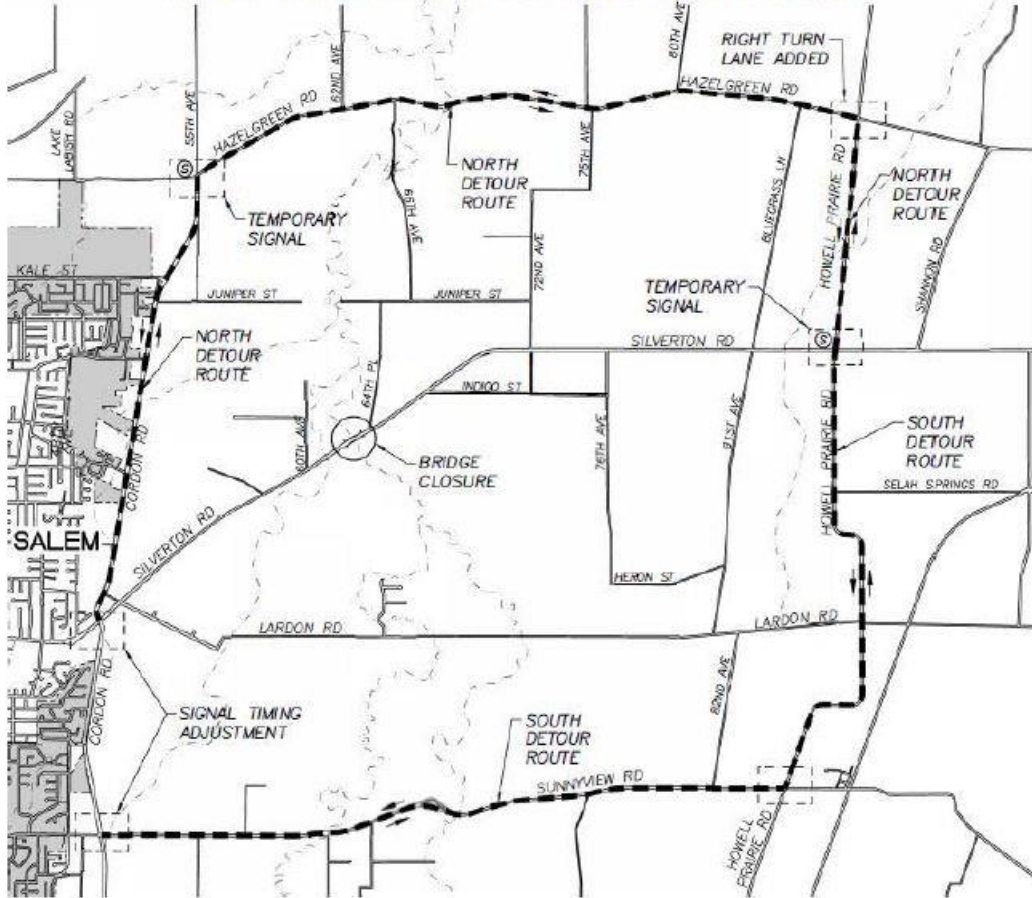 80TH AVE
RIGHT TURN
LANE ADDED
62ND AVE
HAZELGREEN RD
55TH AVE
HAZELGREEN RD
LAKE
LABISH RD
S
NORTH
DETOUR
ROUTE
75TH AVE
BLUEGRASS LN
HOWELL PRAIRIE RD
NORTH
DETOUR
ROUTE
TEMPORARY
SIGNAL
65TH AVE
72ND AVE
SHANNON RD
KALE ST
JUNIPER ST
JUNIPER ST
TEMPORARY
SIGNAL
S
NORTH
DETOUR
ROUTE
SILVERTON RD
64TH PL
INDIGO ST
CORDON RD
60TH AVE
BRIDGE
CLOSURE
76TH AVE
81ST AVE
HOWELL PRAIRIE RD
SOUTH
DETOUR
ROUTE
SELAH SPRINGS RD
SALEM
SILVERTON RD
HERON ST
LARDON RD
LARDON RD
CORDON RD
SIGNAL TIMING
ADJUSTMENT
82ND AVE
SOUTH
DETOUR
ROUTE
SUNNYVIEW RD
HOWELL
PRAIRIE RD